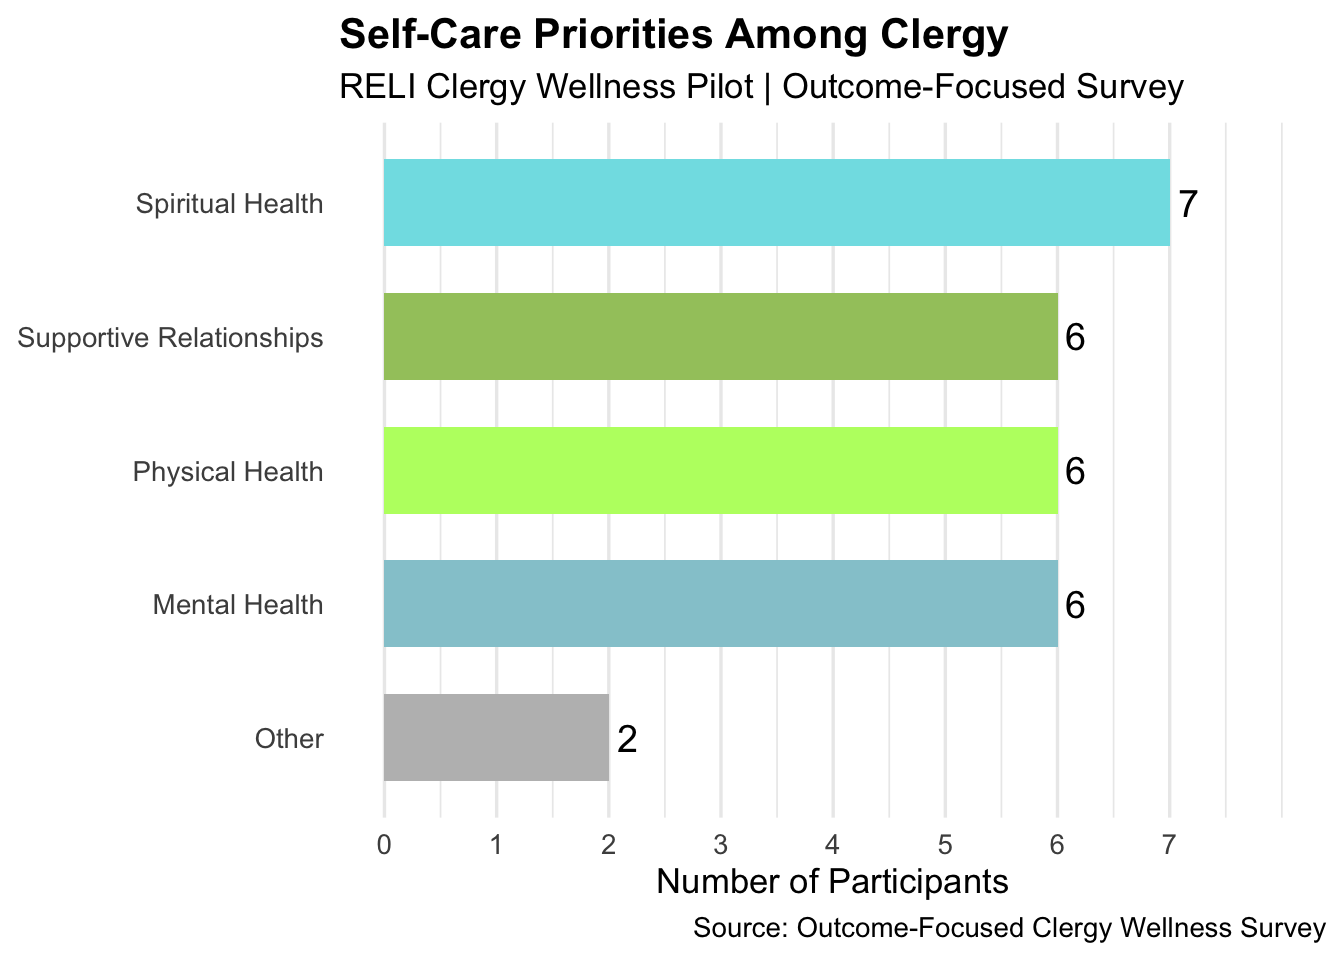 Self-Care Priorities Among Clergy
RELI Clergy Wellness Pilot | Outcome-Focused Survey
Spiritual Health
7
Supportive Relationships
6
Physical Health
6
Mental Health
6
Other
2
0 1 2 3 4 5 6 7
Number of Participants
Source: Outcome-Focused Clergy Wellness Survey